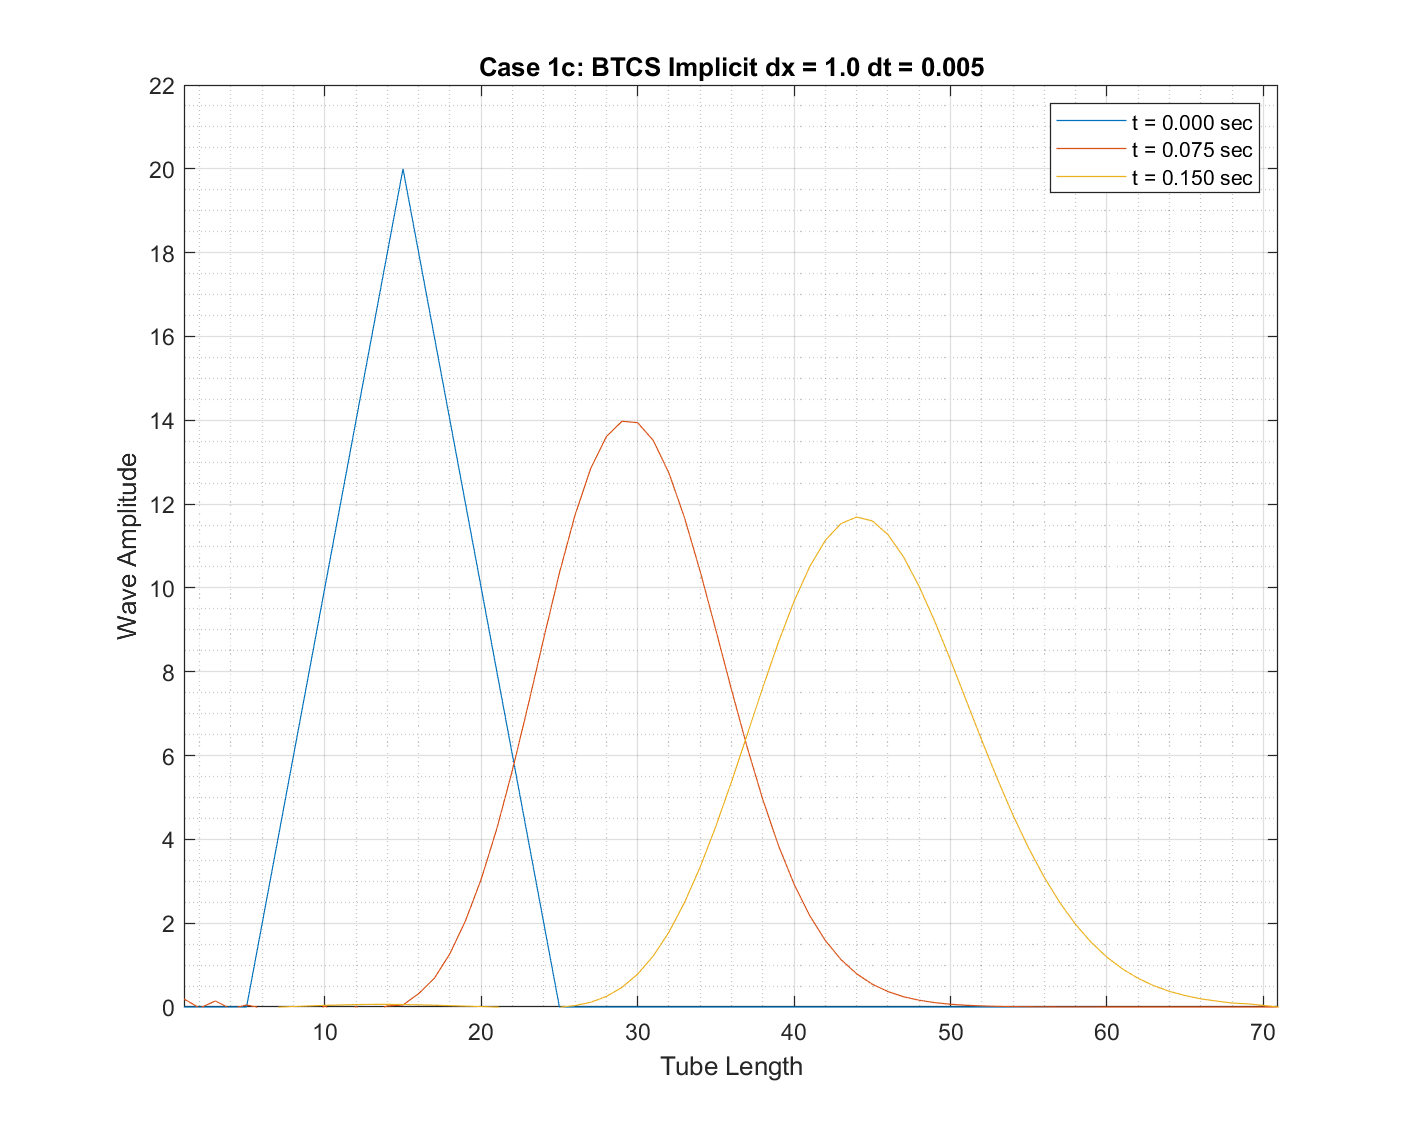 Case 1c: BTCS Implicit dx = 1.0 dt = 0.005
22
20
18
16
14
12
10
8
6
4
2
0
Wave Amplitude
t = 0.000 sec
t = 0.075 sec
t = 0.150 sec
10 20 30 40 50 60 70
Tube Length